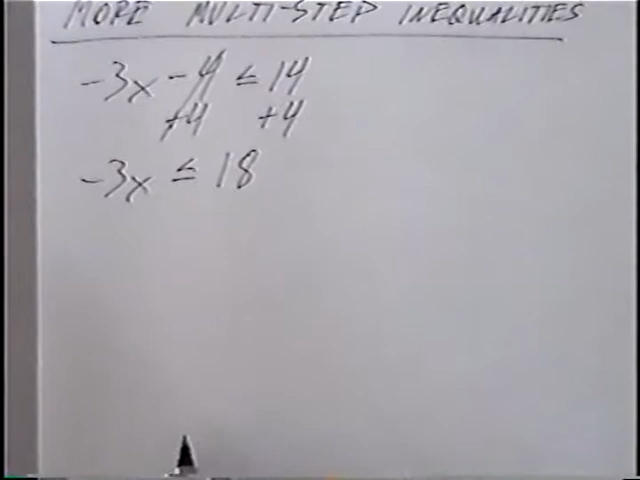 MORE MULTI-STEP INEQUALITIES
-3x - 4 ≤ 14
+4 +4
-3x ≤ 18